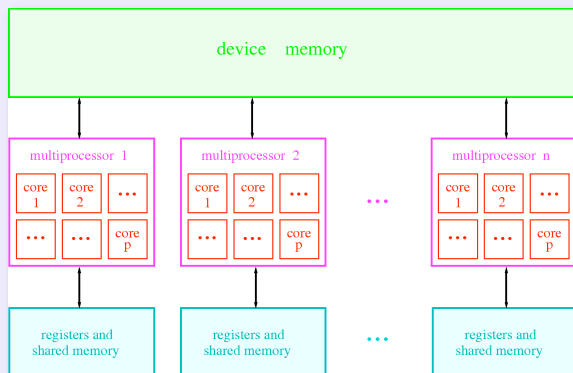 device memory
multiprocessor 1
multiprocessor 2
multiprocessor n
core 1
core 2
...
core 1
core 2
...
...
core 1
core 2
...
...
...
core p
...
...
core p
...
...
core p
registers and
shared memory
registers and
shared memory
...
registers and
shared memory